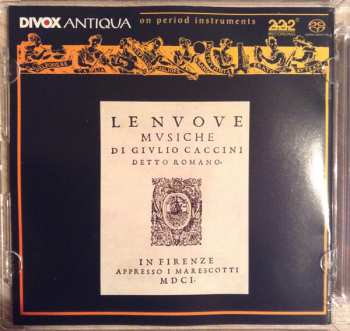 DIVOX ANTIQUA on period instruments
LE NVOVE
MVSICHE
DI GIVLIO CACCINI
DETTO ROMANO.
IN FIRENZE
APPRESSO I MARESCOTTI
MDCI.